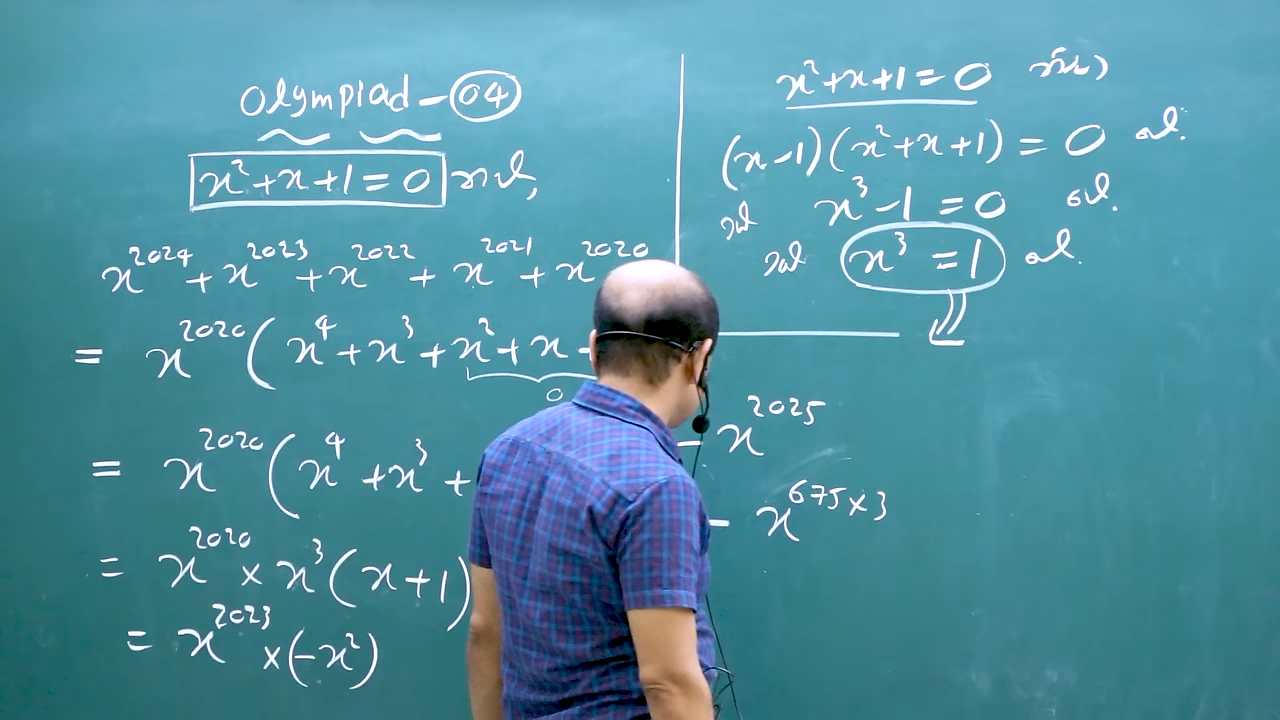 Olympiad - 04
x² + x + 1 = 0
x²⁰²⁴ + x²⁰²³ + x²⁰²² + x²⁰²¹ + x²⁰²⁰
= x²⁰²⁰ ( x⁴ + x³ + x² + x
0
= x²⁰²⁰ ( x⁴ + x³ +
= x²⁰²⁰ × x³ ( x + 1 )
= x²⁰²³ × (-x²)
x² + x + 1 = 0
(x - 1) (x² + x + 1) = 0
x³ - 1 = 0
x³ = 1
- x²⁰²⁵
- x⁶⁷⁵ˣ³